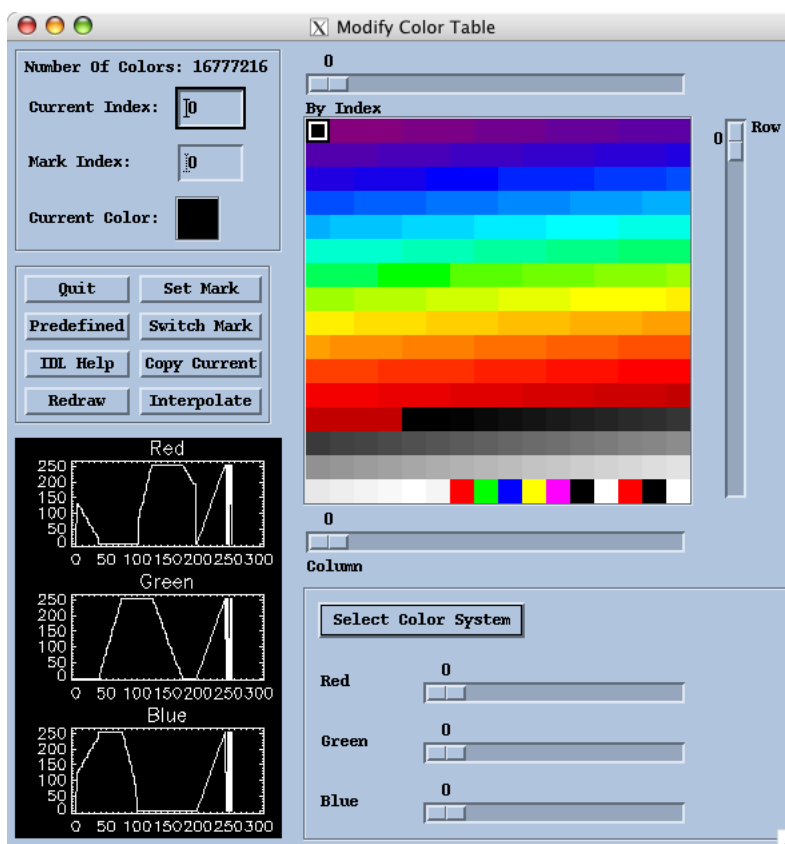 Modify Color Table
Number Of Colors: 16777216
Current Index: 0
Mark Index: 0
Current Color:
Quit Set Mark
Predefined Switch Mark
IDL Help Copy Current
Redraw Interpolate
Red
250
200
150
100
50
0
0 50 100150200250300
Green
250
200
150
100
50
0
0 50 100150200250300
Blue
250
200
150
100
50
0
0 50 100150200250300
0
By Index
0 Row
0
Column
Select Color System
0
Red
0
Green
0
Blue